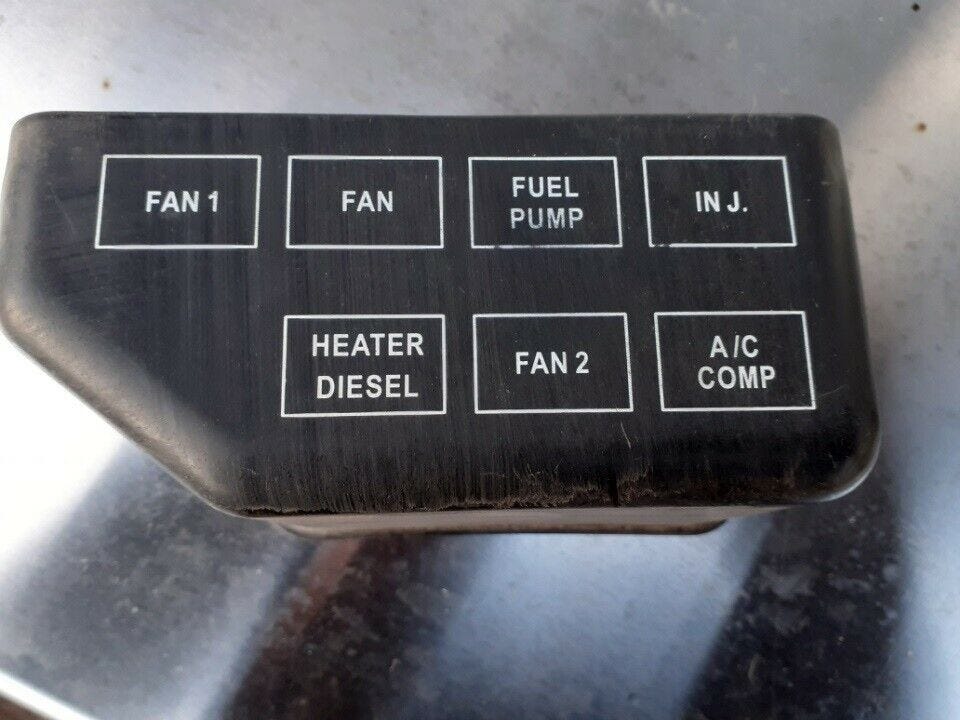 FAN 1
FAN
FUEL
PUMP
IN J.
HEATER
DIESEL
FAN 2
A/C
COMP